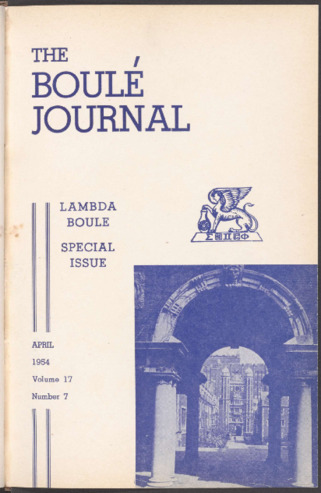 THE
BOULÉ
JOURNAL
LAMBDA
BOULE
SPECIAL
ISSUE
ΣΠΦ
APRIL
1954
Volume 17
Number 7